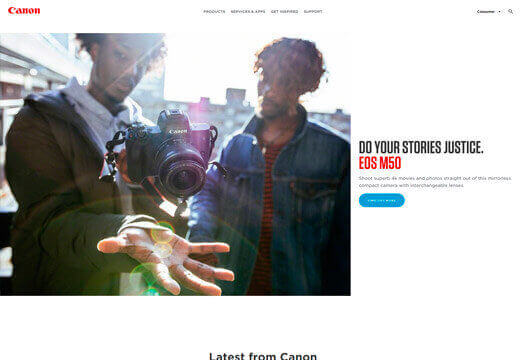 Canon
PRODUCTS SERVICES & APPS GET INSPIRED SUPPORT
Consumer
Canon
DO YOUR STORIES JUSTICE.
EOS M50
Shoot superb 4k movies and photos straight out of this mirrorless
compact camera with interchangeable lenses.
Latest from Canon